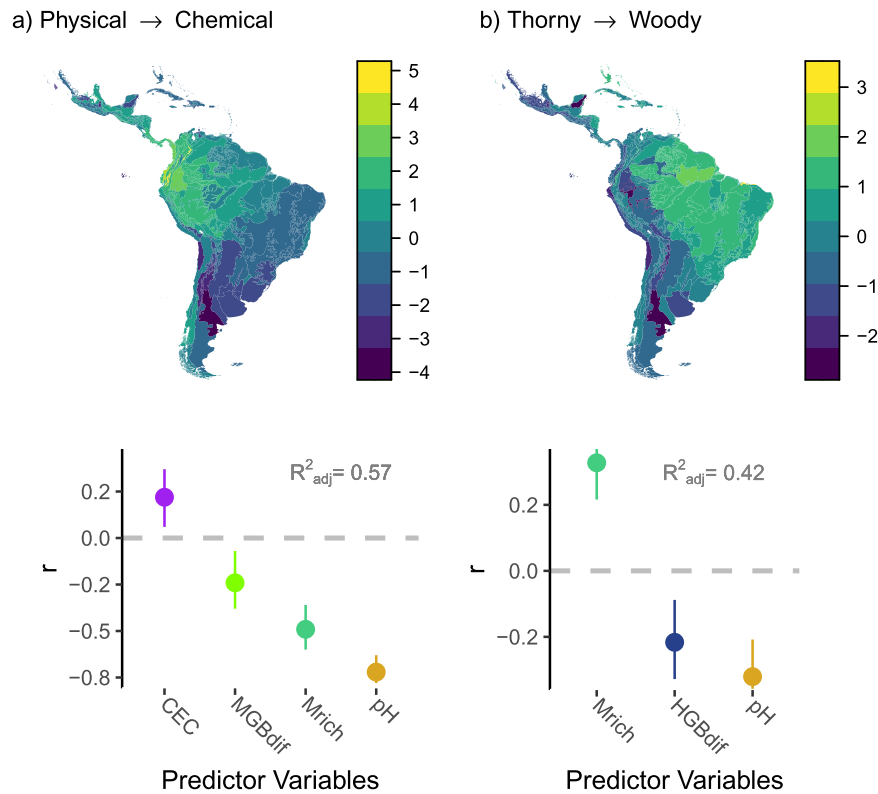 a) Physical → Chemical
b) Thorny → Woody
5
4
3
2
1
0
−1
−2
−3
−4
3
2
1
0
−1
−2
R²adj= 0.57
0.2
0.0
−0.2
−0.5
−0.8
r
CEC
MGBdif
Mrich
pH
Predictor Variables
R²adj= 0.42
0.2
0.0
−0.2
r
Mrich
HGBdif
pH
Predictor Variables